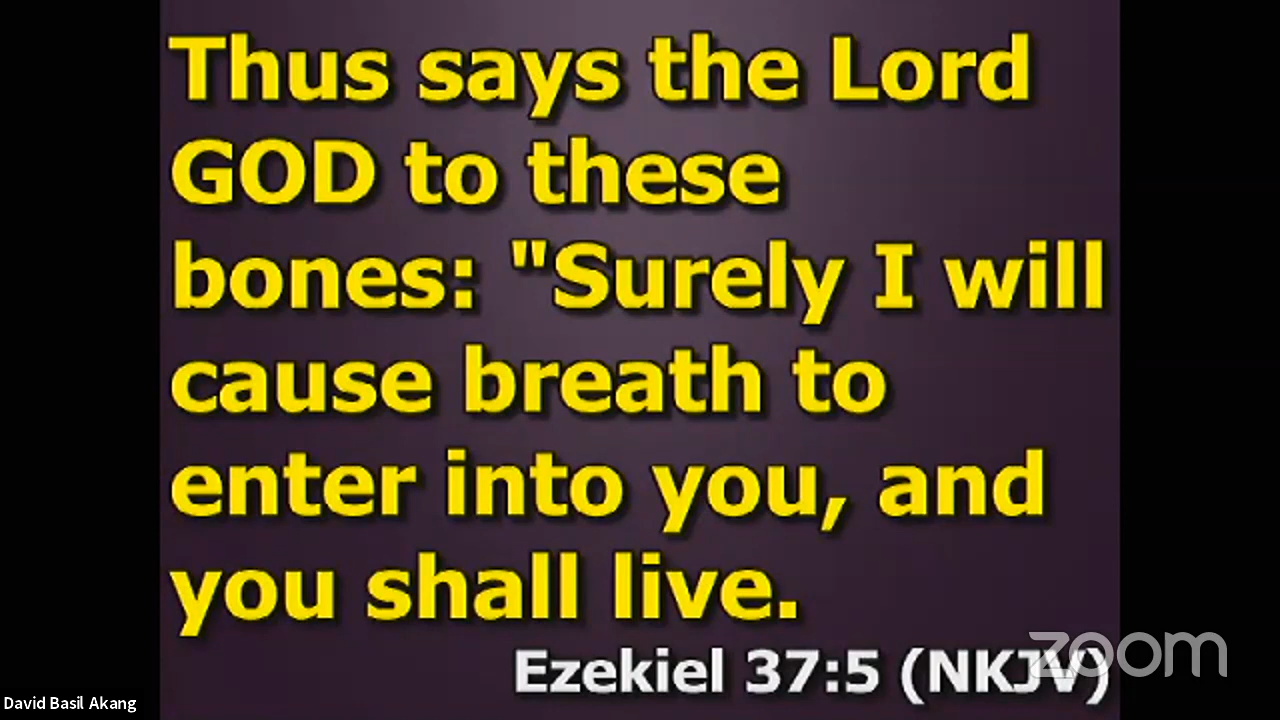 Thus says the Lord
GOD to these
bones: "Surely I will
cause breath to
enter into you, and
you shall live.
Ezekiel 37:5 (NKJV)
zoom
David Basil Akang